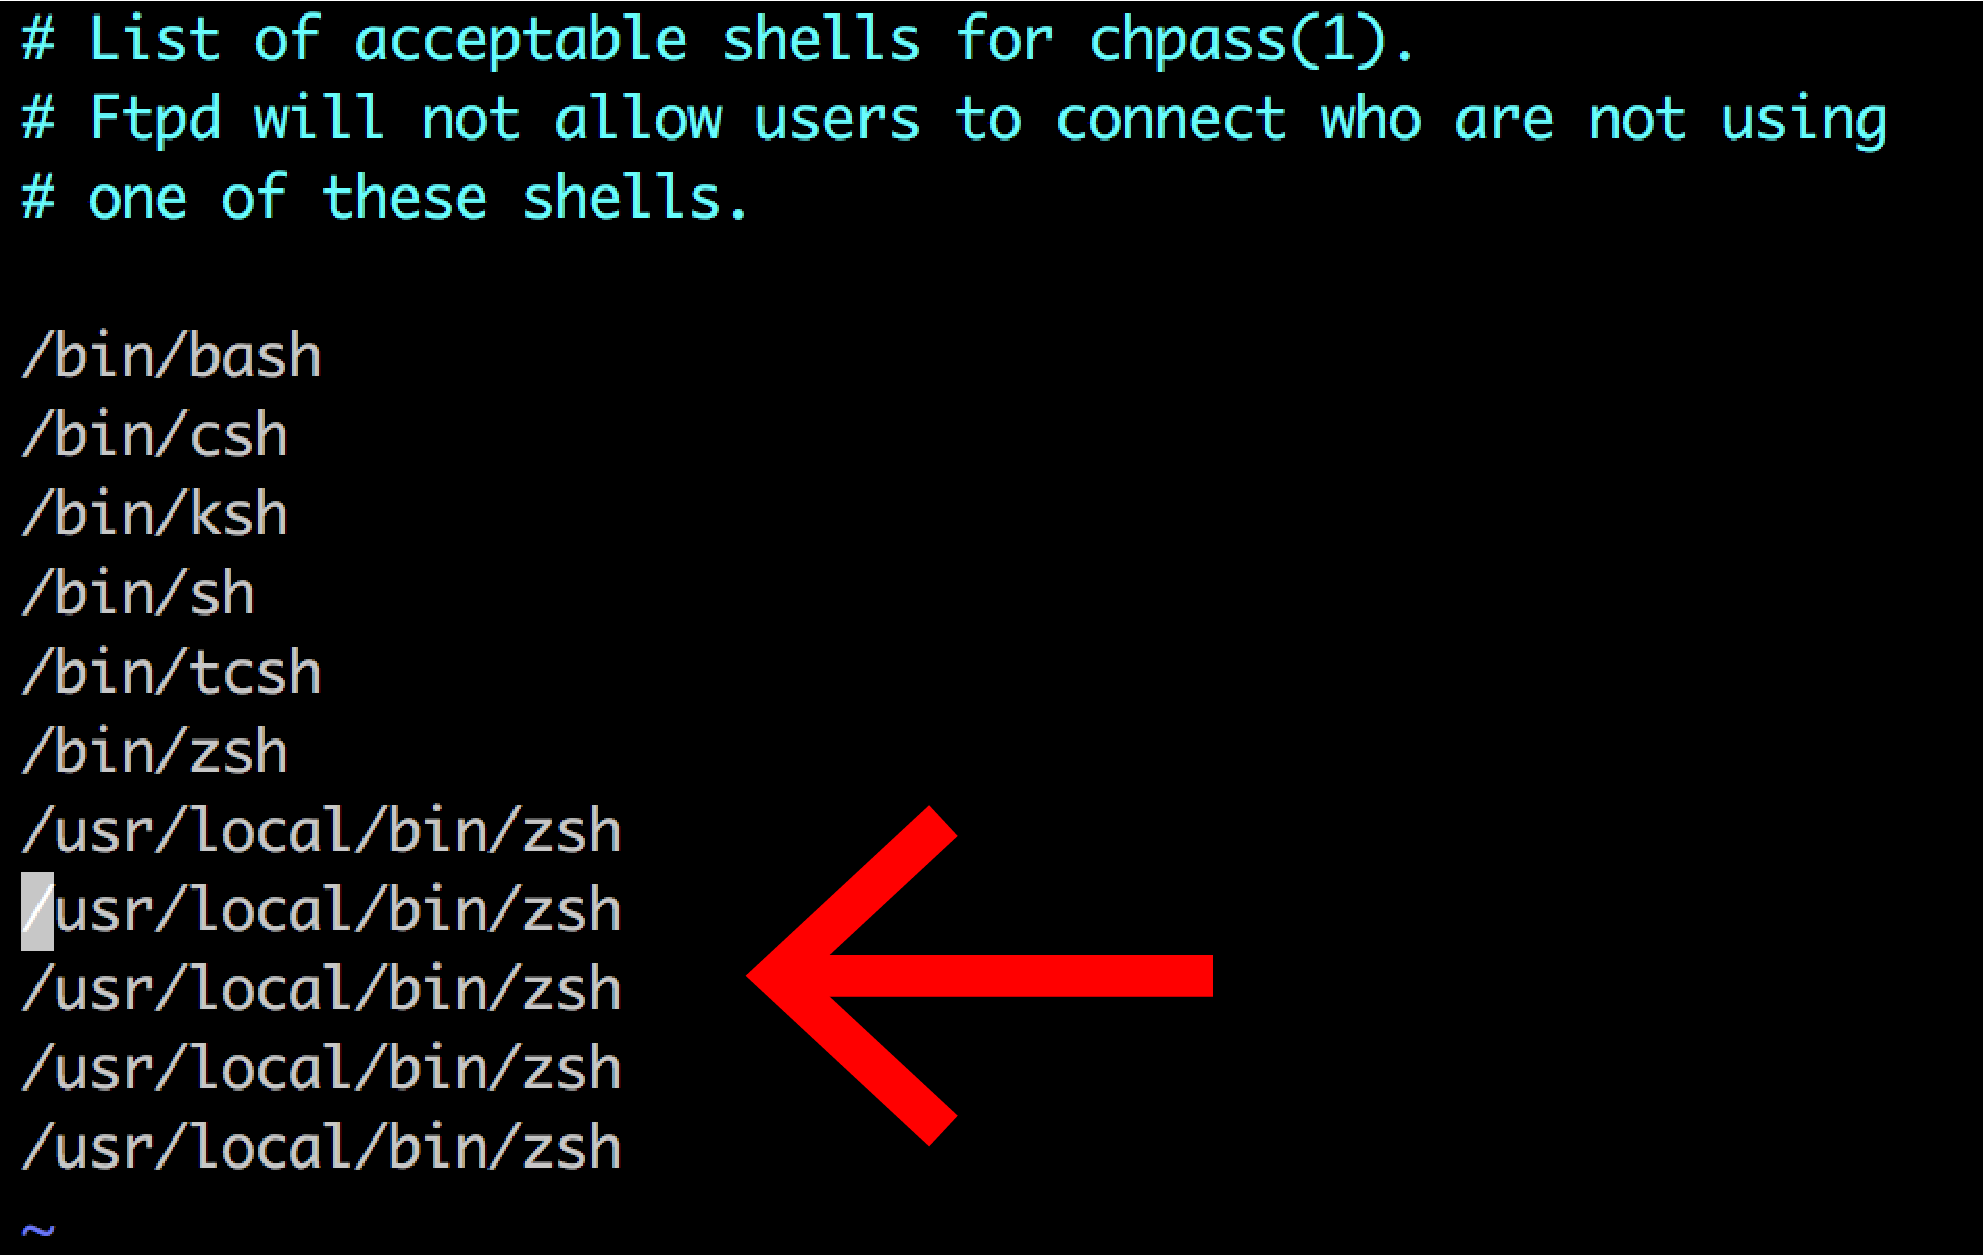 # List of acceptable shells for chpass(1).
# Ftpd will not allow users to connect who are not using
# one of these shells.
/bin/bash
/bin/csh
/bin/ksh
/bin/sh
/bin/tcsh
/bin/zsh
/usr/local/bin/zsh
/usr/local/bin/zsh
/usr/local/bin/zsh
/usr/local/bin/zsh
/usr/local/bin/zsh
~